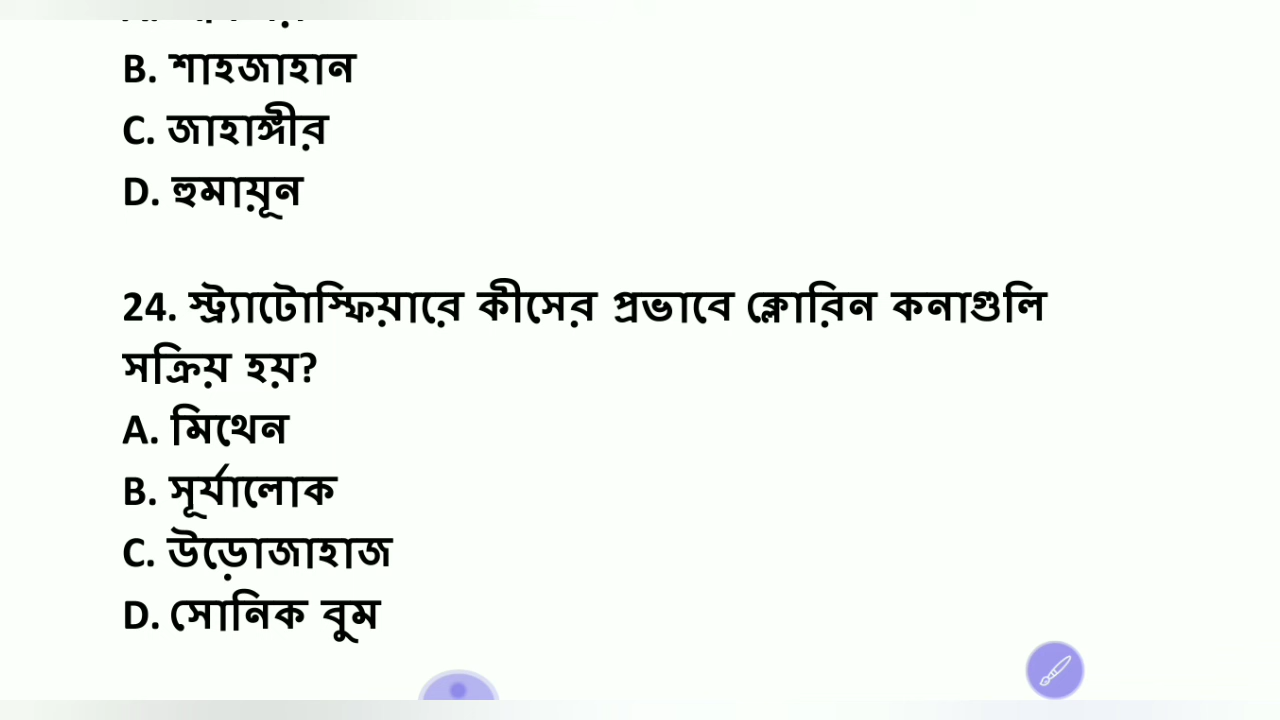 B. শাহজাহান
C. জাহাঙ্গীর
D. হুমায়ূন
24. স্ট্র্যাটোস্ফিয়ারে কীসের প্রভাবে ক্লোরিন কনাগুলি
সক্রিয় হয়?
A. মিথেন
B. সূর্যালোক
C. উড়োজাহাজ
D. সোনিক বুম